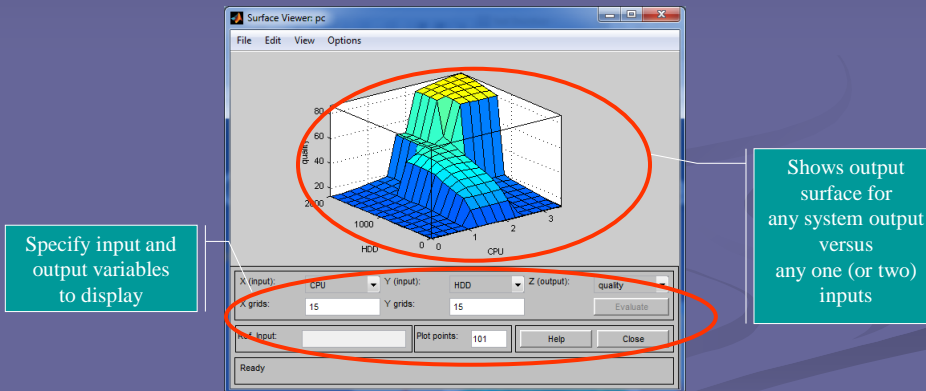 Surface Viewer: pc
File Edit View Options
80
60
40
20
2000
1000
0
0
1
2
3
HDD
CPU
X (input): CPU Y (input): HDD Z (output): quality
X grids: 15 Y grids: 15 Evaluate
Ref. Input: Plot points: 101 Help Close
Ready
Specify input and
output variables
to display
Shows output
surface for
any system output
versus
any one (or two)
inputs